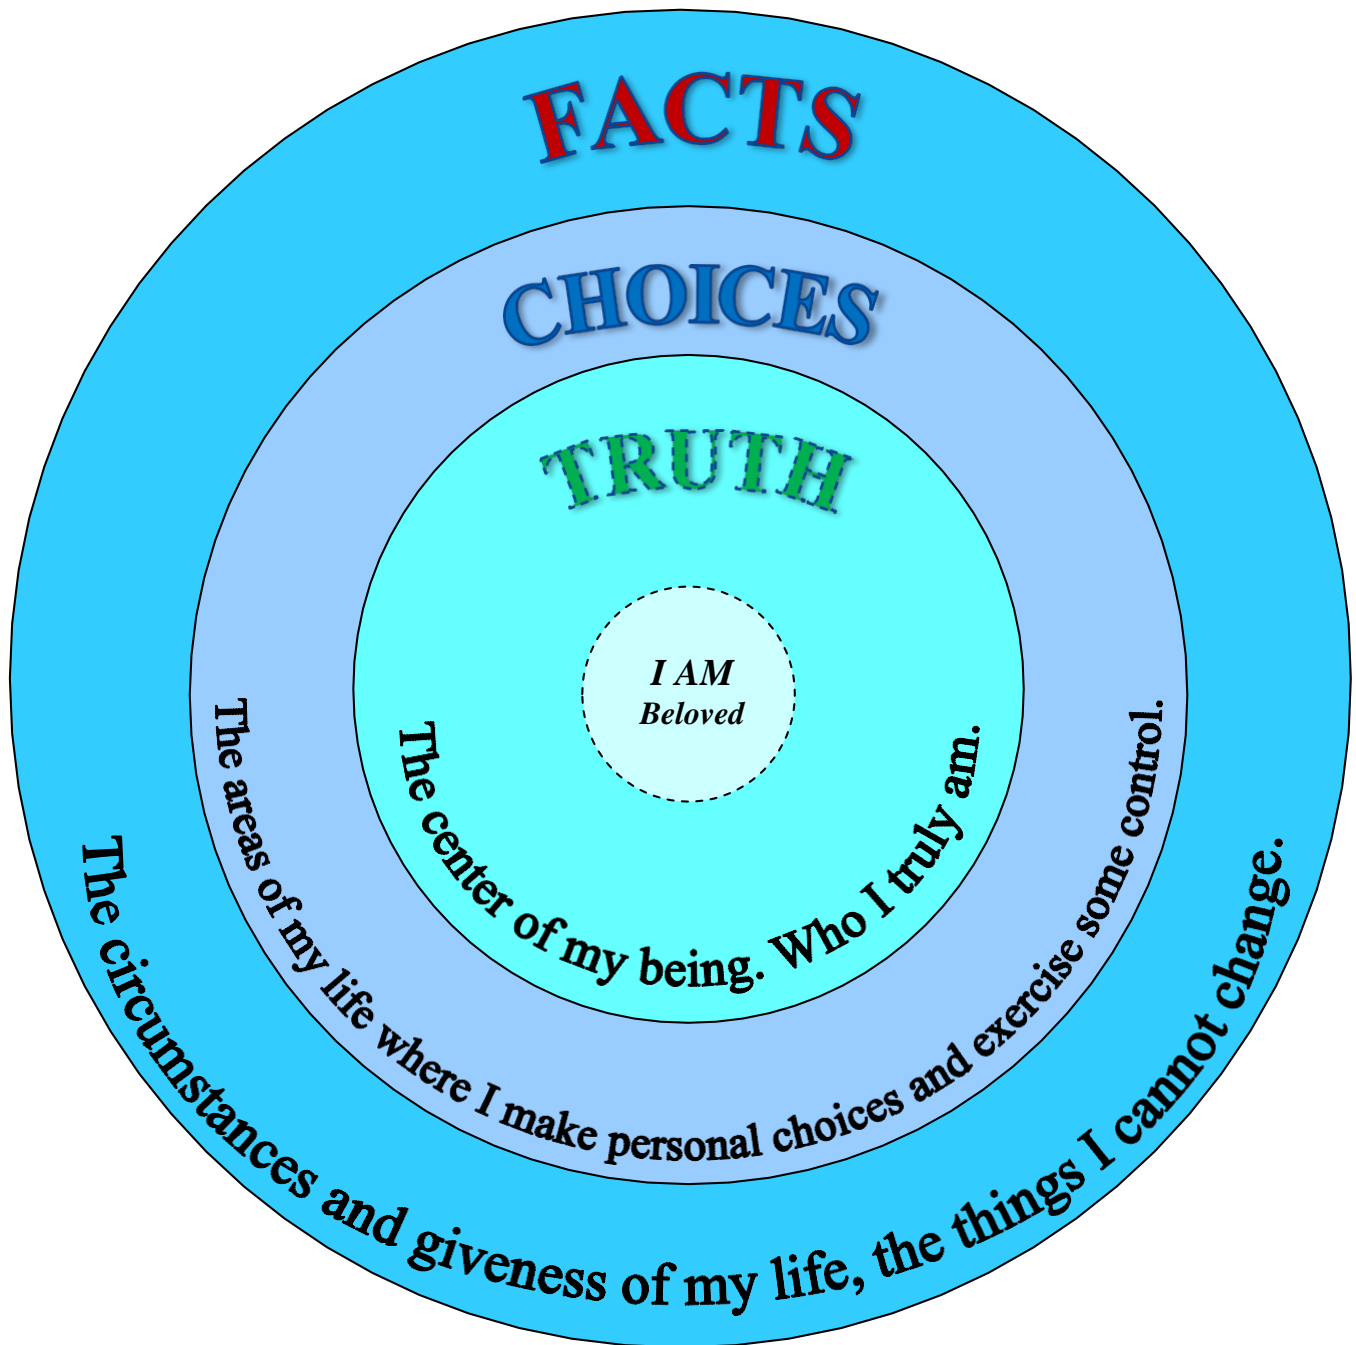 FACTS
CHOICES
TRUTH
I AM
Beloved
The center of my being. Who I truly am.
The areas of my life where I make personal choices and exercise some control.
The circumstances and giveness of my life, the things I cannot change.